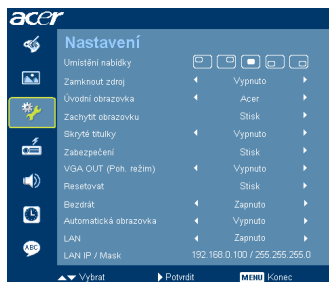 acer
Nastavení
Umístění nabídky
Zamknout zdroj Vypnuto
Úvodní obrazovka Acer
Zachytit obrazovku Stisk
Skryté titulky Vypnuto
Zabezpečení Stisk
VGA OUT (Poh. režim) Vypnuto
Resetovat Stisk
Bezdrát Zapnuto
Automatická obrazovka Vypnuto
LAN Zapnuto
LAN IP / Mask 192.168.0.100 / 255.255.255.0
ABC
Vybrat Potvrdit MENU Konec